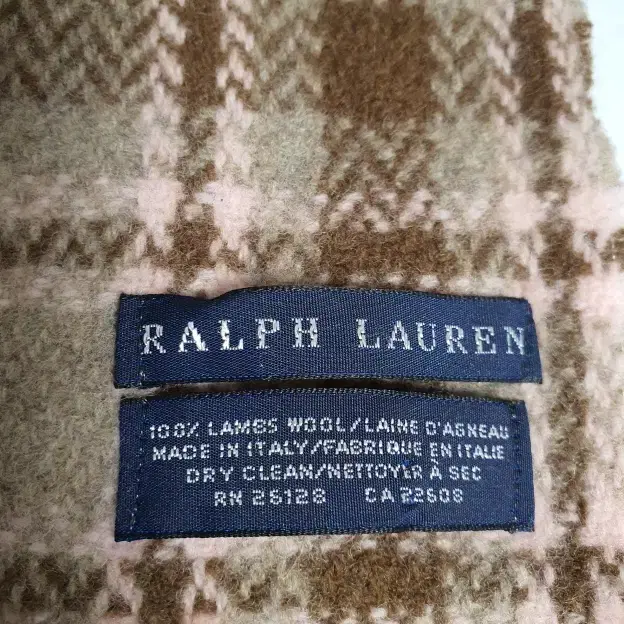 RALPH LAUREN
100% LAMBS WOOL/LAINE D'AGNEAU
MADE IN ITALY/FABRIQUE EN ITALIE
DRY CLEAN/NETTOYER À SEC
RN 26128 CA 22608